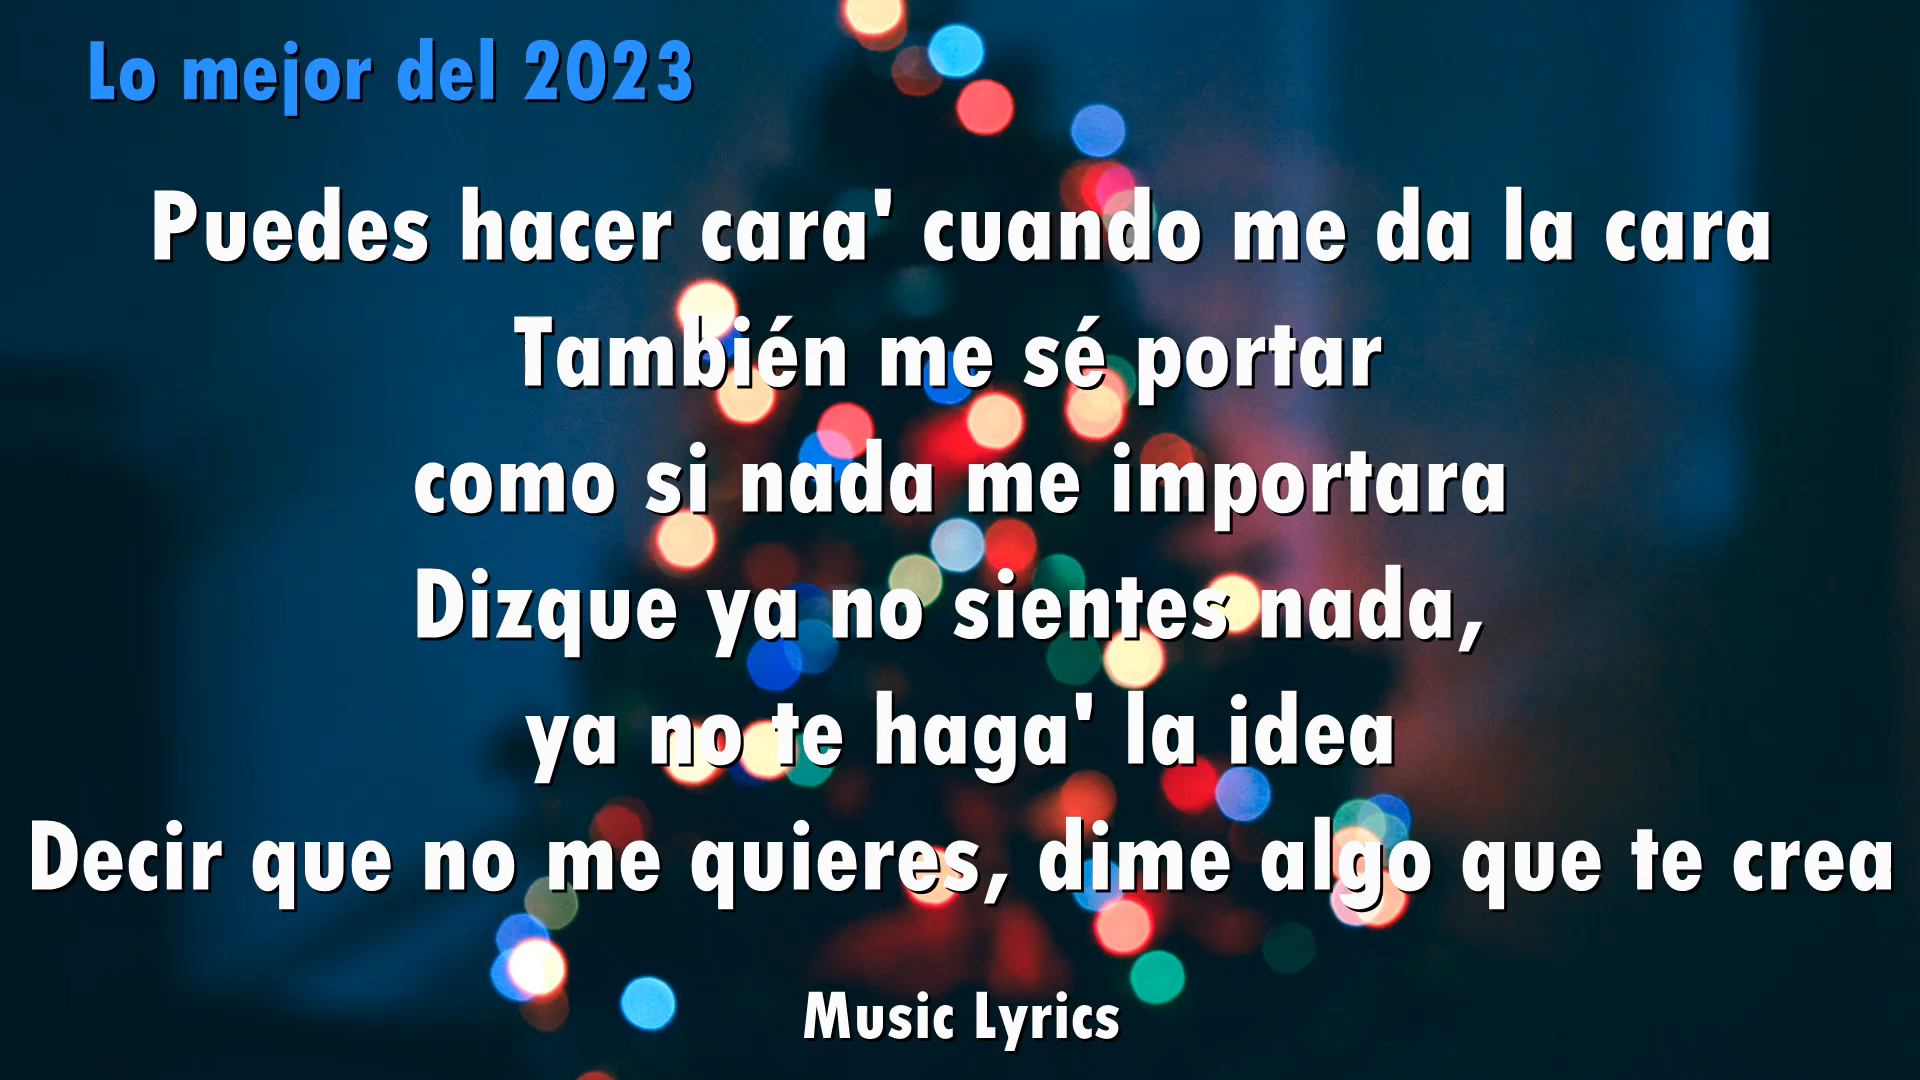 Lo mejor del 2023
Puedes hacer cara' cuando me da la cara
También me sé portar
como si nada me importara
Dizque ya no sientes nada,
ya no te haga' la idea
Decir que no me quieres, dime algo que te crea
Music Lyrics